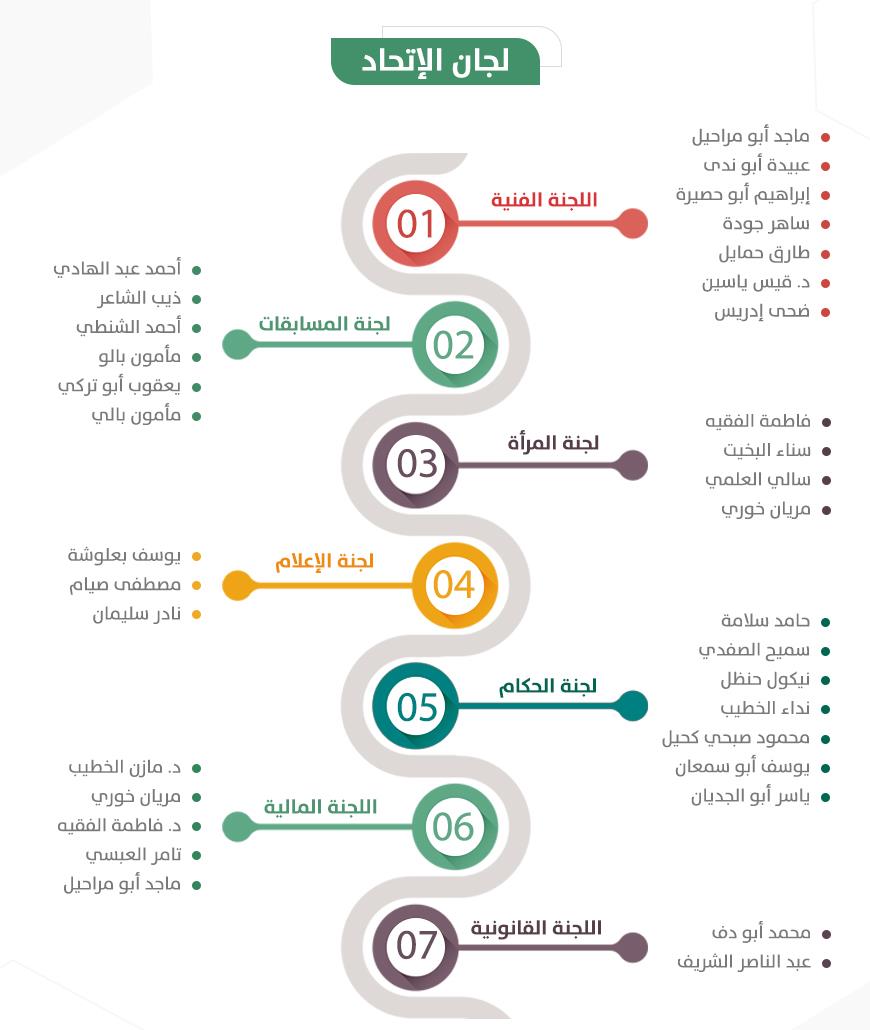 لجان الإتحاد
01
اللجنة الفنية
ماجد أبو مراحيل
عبيدة أبو ندى
إبراهيم أبو حصيرة
ساهر جودة
طارق حمايل
د. قيس ياسين
ضحى إدريس
02
لجنة المسابقات
أحمد عبد الهادي
ذيب الشاعر
أحمد الشنطي
مأمون بالو
يعقوب أبو تركي
مأمون بالي
03
لجنة المرأة
فاطمة الفقيه
سناء البخيت
سالي العلمي
مريان خوري
04
لجنة الإعلام
يوسف بعلوشة
مصطفى صيام
نادر سليمان
05
لجنة الحكام
حامد سلامة
سميح الصفدي
نيكول حنظل
نداء الخطيب
محمود صبحي كحيل
يوسف أبو سمعان
ياسر أبو الجديان
06
اللجنة المالية
د. مازن الخطيب
مريان خوري
د. فاطمة الفقيه
تامر العبسي
ماجد أبو مراحيل
07
اللجنة القانونية
محمد أبو دف
عبد الناصر الشريف